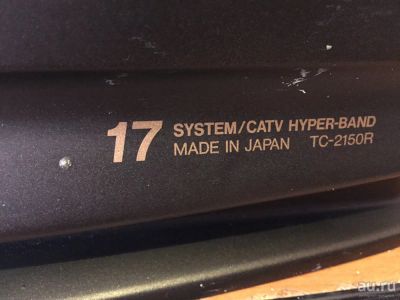 17 SYSTEM/CATV HYPER-BAND
MADE IN JAPAN TC-2150R
au.ru